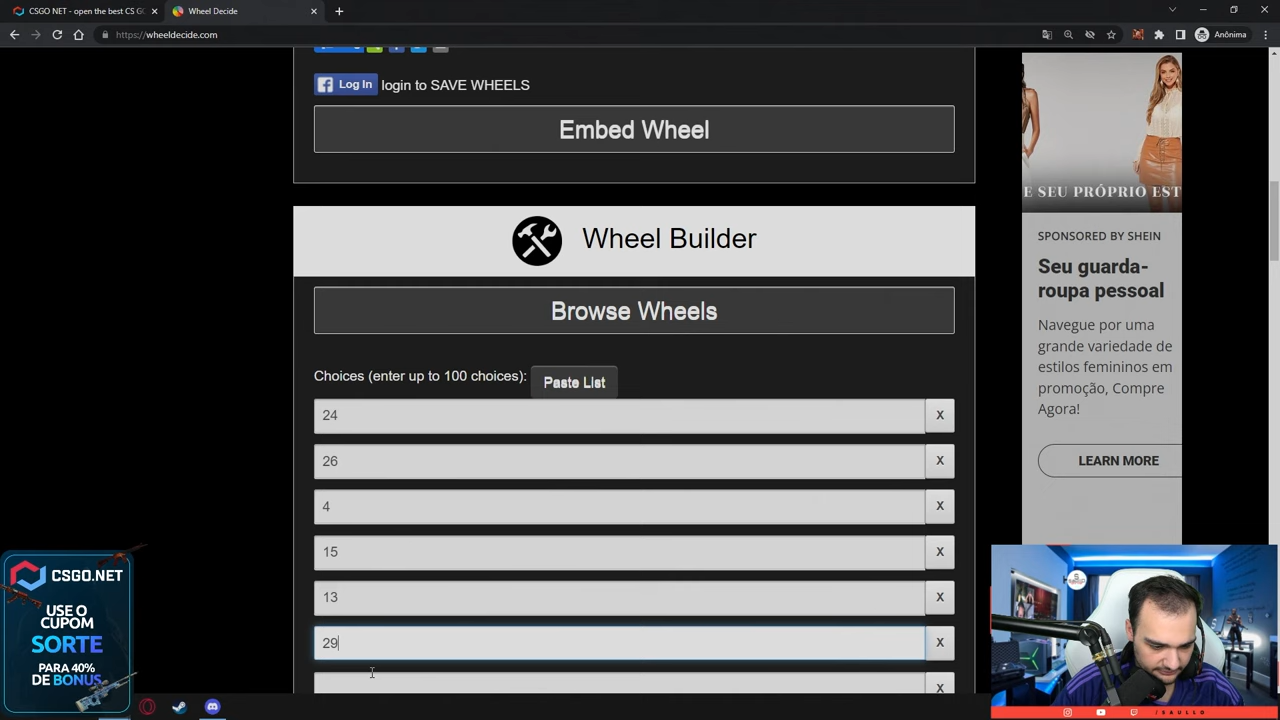 CSGO NET - open the best CS GO
Wheel Decide
https://wheeldecide.com
Anônima
Log In
login to SAVE WHEELS
Embed Wheel
Wheel Builder
Browse Wheels
Choices (enter up to 100 choices):
Paste List
24
X
26
X
4
X
15
X
13
X
29
X
X
E SEU PRÓPRIO EST
SPONSORED BY SHEIN
Seu guarda-
roupa pessoal
Navegue por uma
grande variedade de
estilos femininos em
promoção, Compre
Agora!
LEARN MORE
CSGO.NET
USE O
CUPOM
SORTE
PARA 40%
DE BONUS
/SAULLO